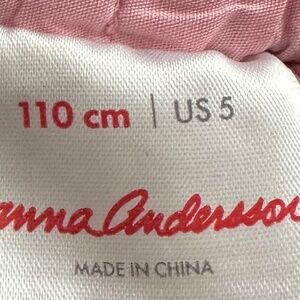 110 cm | US 5
anna Andersson
MADE IN CHINA